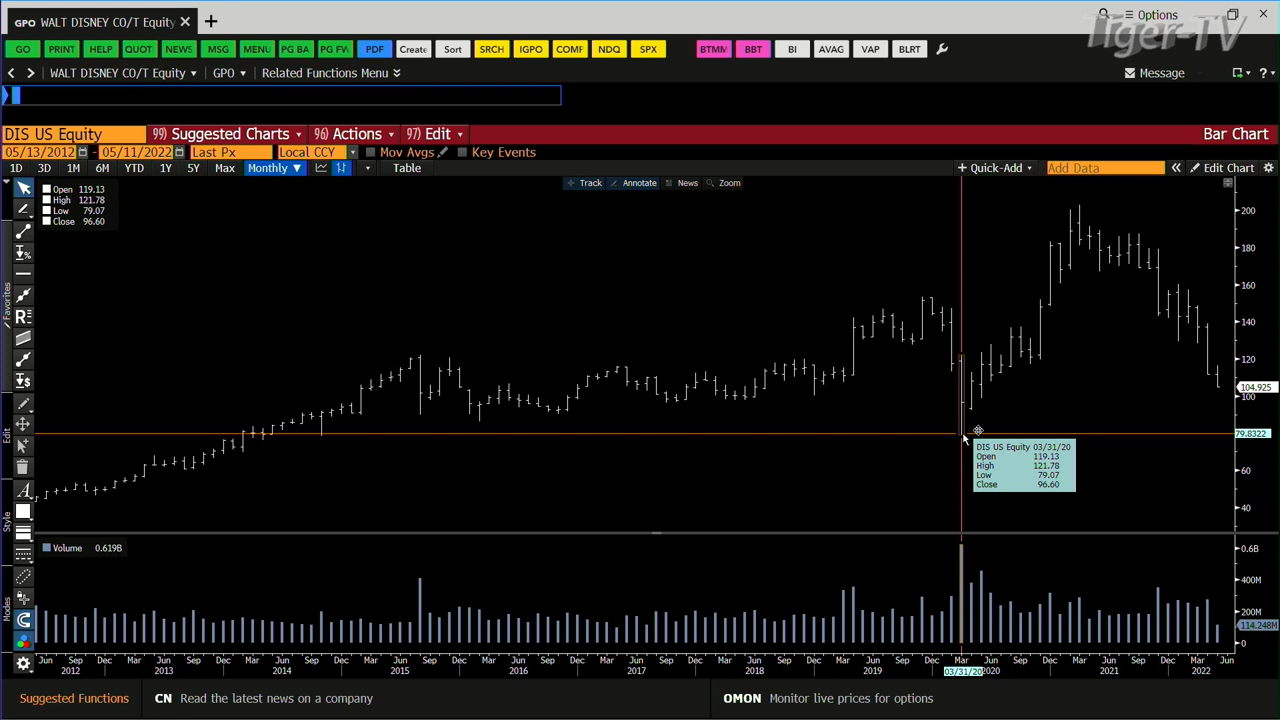 GPO WALT DISNEY CO/T Equity
Options
Tiger-TV
GO PRINT HELP QUOT NEWS MSG MENU PG BA PG FW PDF Create Sort SRCH IGPO COMF NDQ SPX BTMM BBT BI AVAG VAP BLRT
WALT DISNEY CO/T Equity GPO Related Functions Menu Message ?
DIS US Equity 99) Suggested Charts 96) Actions 97) Edit Bar Chart
05/13/2012 - 05/11/2022 Last Px Local CCY Mov Avgs Key Events
1D 3D 1M 6M YTD 1Y 5Y Max Monthly Table + Quick-Add Add Data Edit Chart
Track Annotate News Zoom
Open 119.13
High 121.78
Low 79.07
Close 96.60
200
180
160
140
120
104.925
100
79.8322
60
40
DIS US Equity 03/31/20
Open 119.13
High 121.78
Low 79.07
Close 96.60
Favorites
Edit
Style
Modes
Volume 0.619B
0.6B
400M
200M
114.248M
0
Jun Sep Dec Mar Jun Sep Dec Mar Jun Sep Dec Mar Jun Sep Dec Mar Jun Sep Dec Mar Jun Sep Dec Mar Jun Sep Dec Mar Jun Sep Dec Mar Jun Sep Dec Mar Jun Sep Dec Mar Jun
2012 2013 2014 2015 2016 2017 2018 2019 03/31/20 2020 2021 2022
Suggested Functions CN Read the latest news on a company OMON Monitor live prices for options